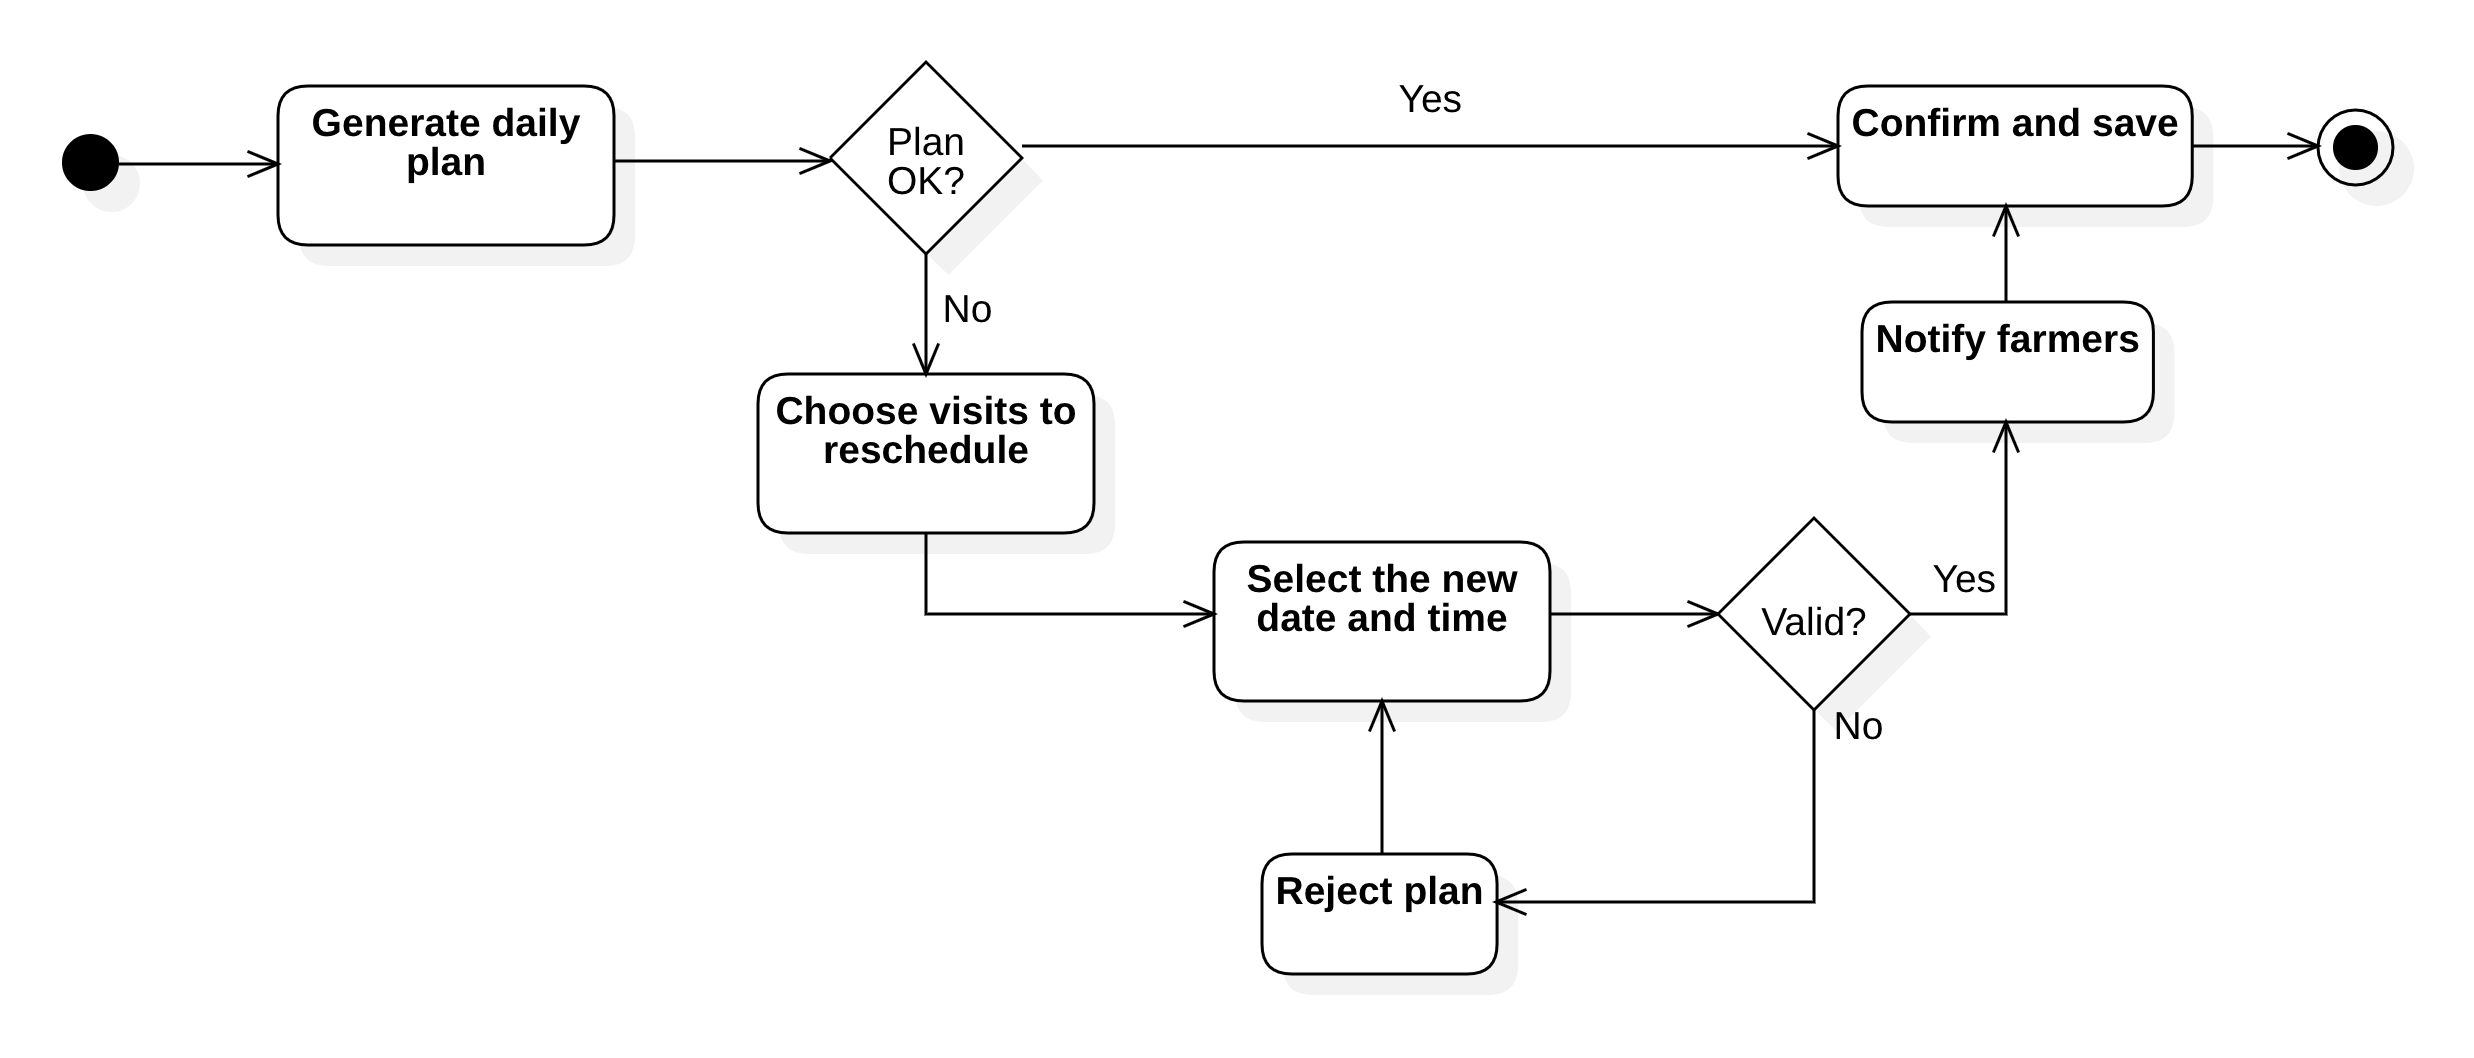 Generate daily
plan
Plan
OK?
Yes
Confirm and save
No
Choose visits to
reschedule
Notify farmers
Select the new
date and time
Valid?
Yes
No
Reject plan